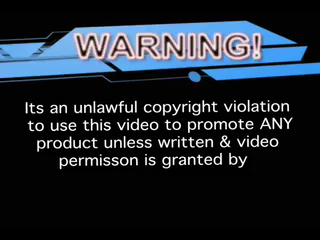 WARNING!
Its an unlawful copyright violation
to use this video to promote ANY
product unless written & video
permisson is granted by